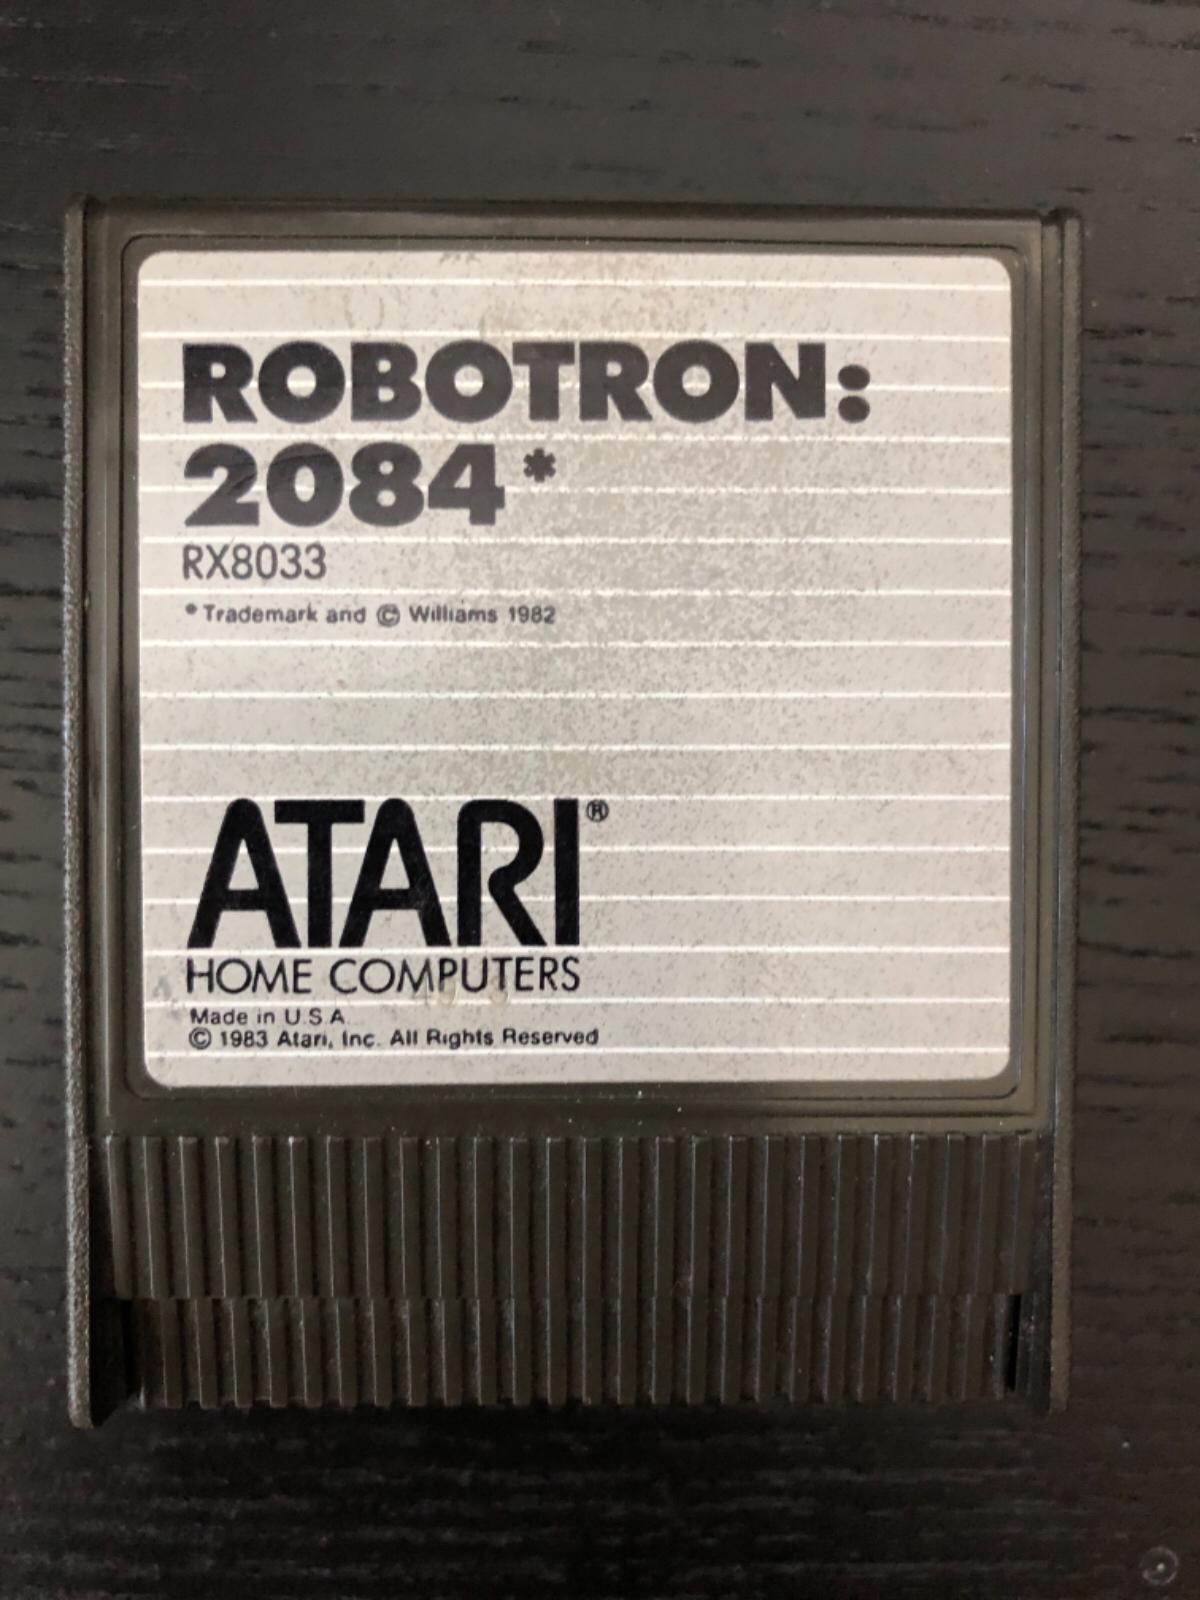 ROBOTRON:
2084*
RX8033
*Trademark and © Williams 1982
ATARI®
HOME COMPUTERS
Made in U.S.A.
© 1983 Atari, Inc. All Rights Reserved